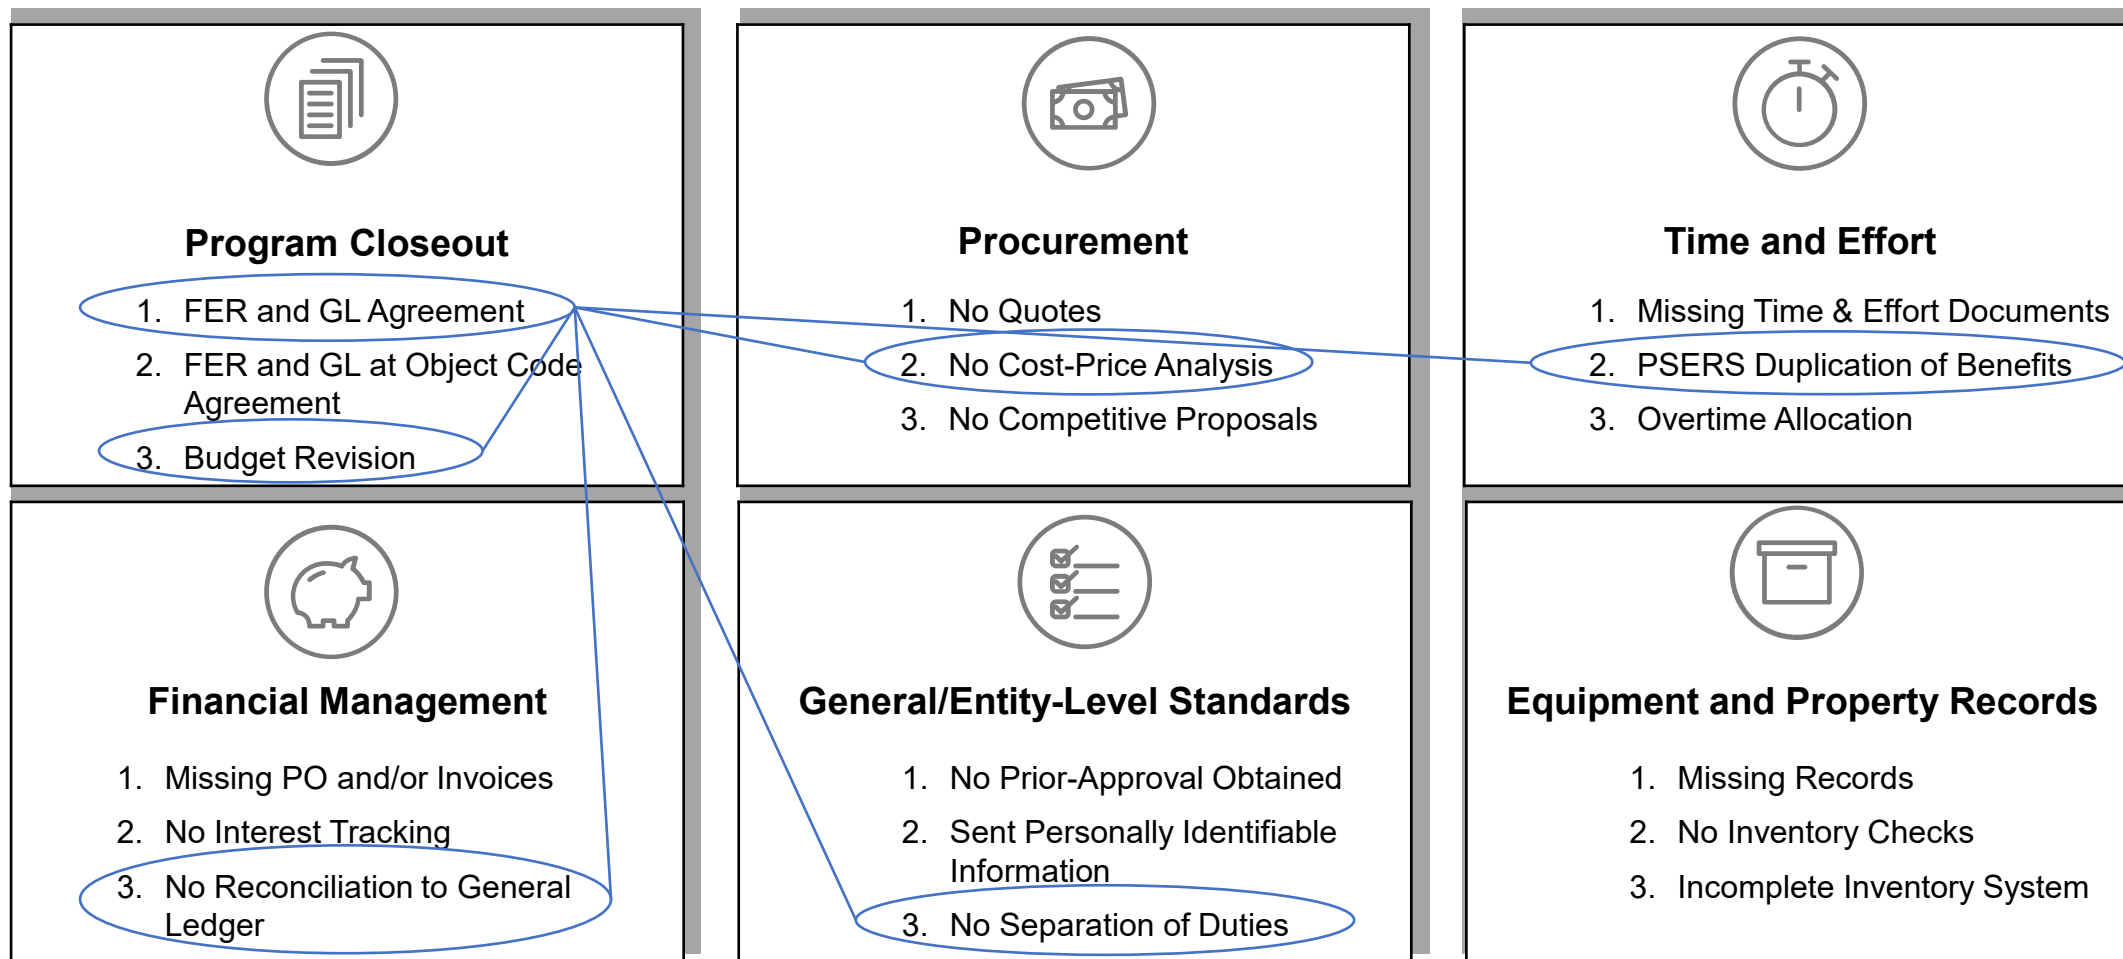 Program Closeout
1. FER and GL Agreement
2. FER and GL at Object Code
Agreement
3. Budget Revision
Procurement
1. No Quotes
2. No Cost-Price Analysis
3. No Competitive Proposals
Time and Effort
1. Missing Time & Effort Documents
2. PSERS Duplication of Benefits
3. Overtime Allocation
Financial Management
1. Missing PO and/or Invoices
2. No Interest Tracking
3. No Reconciliation to General
Ledger
General/Entity-Level Standards
1. No Prior-Approval Obtained
2. Sent Personally Identifiable
Information
3. No Separation of Duties
Equipment and Property Records
1. Missing Records
2. No Inventory Checks
3. Incomplete Inventory System